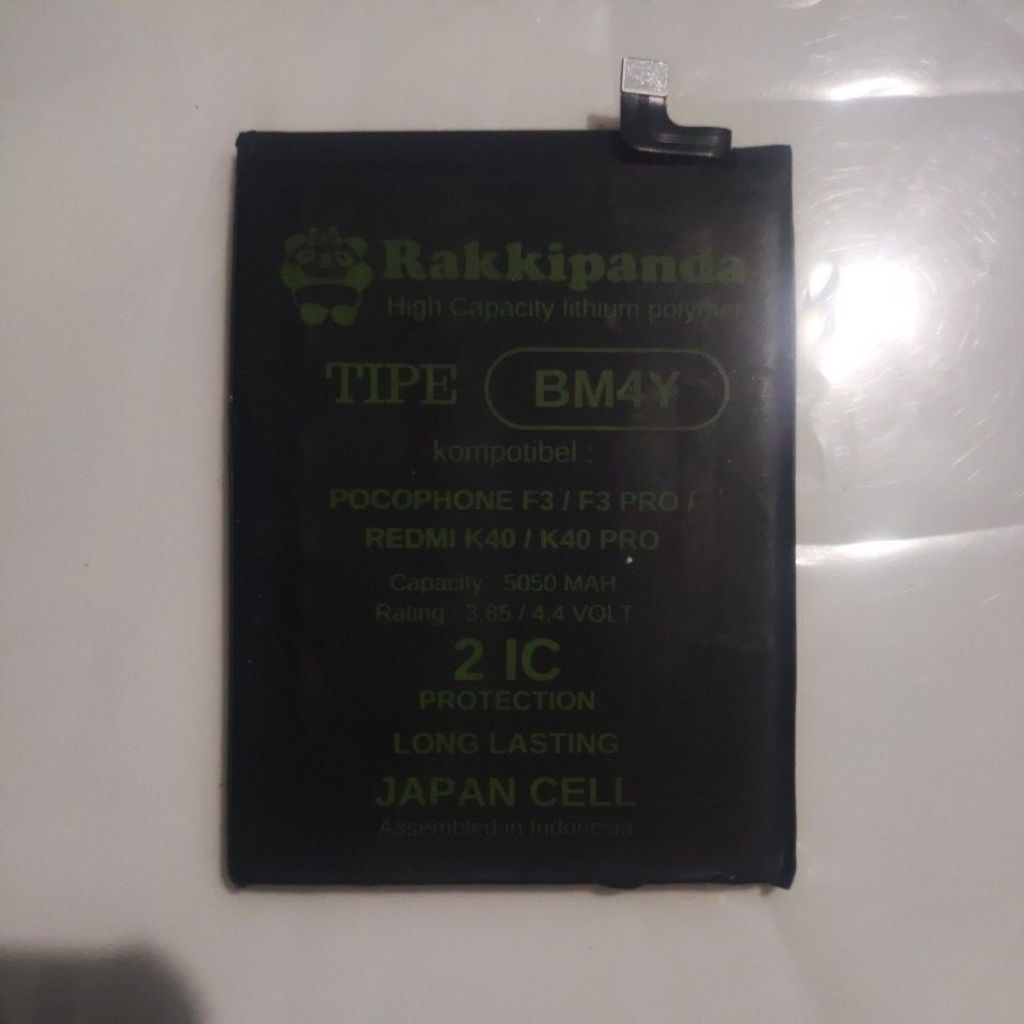 Rakkipanda
High Capacity lithium polymer
TIPE BM4Y
kompotibel :
POCOPHONE F3 / F3 PRO /
REDMI K40 / K40 PRO
Capacity : 5050 MAH
Rating : 3.85 / 4.4 VOLT
2 IC
PROTECTION
LONG LASTING
JAPAN CELL
Assembled in Indonesia